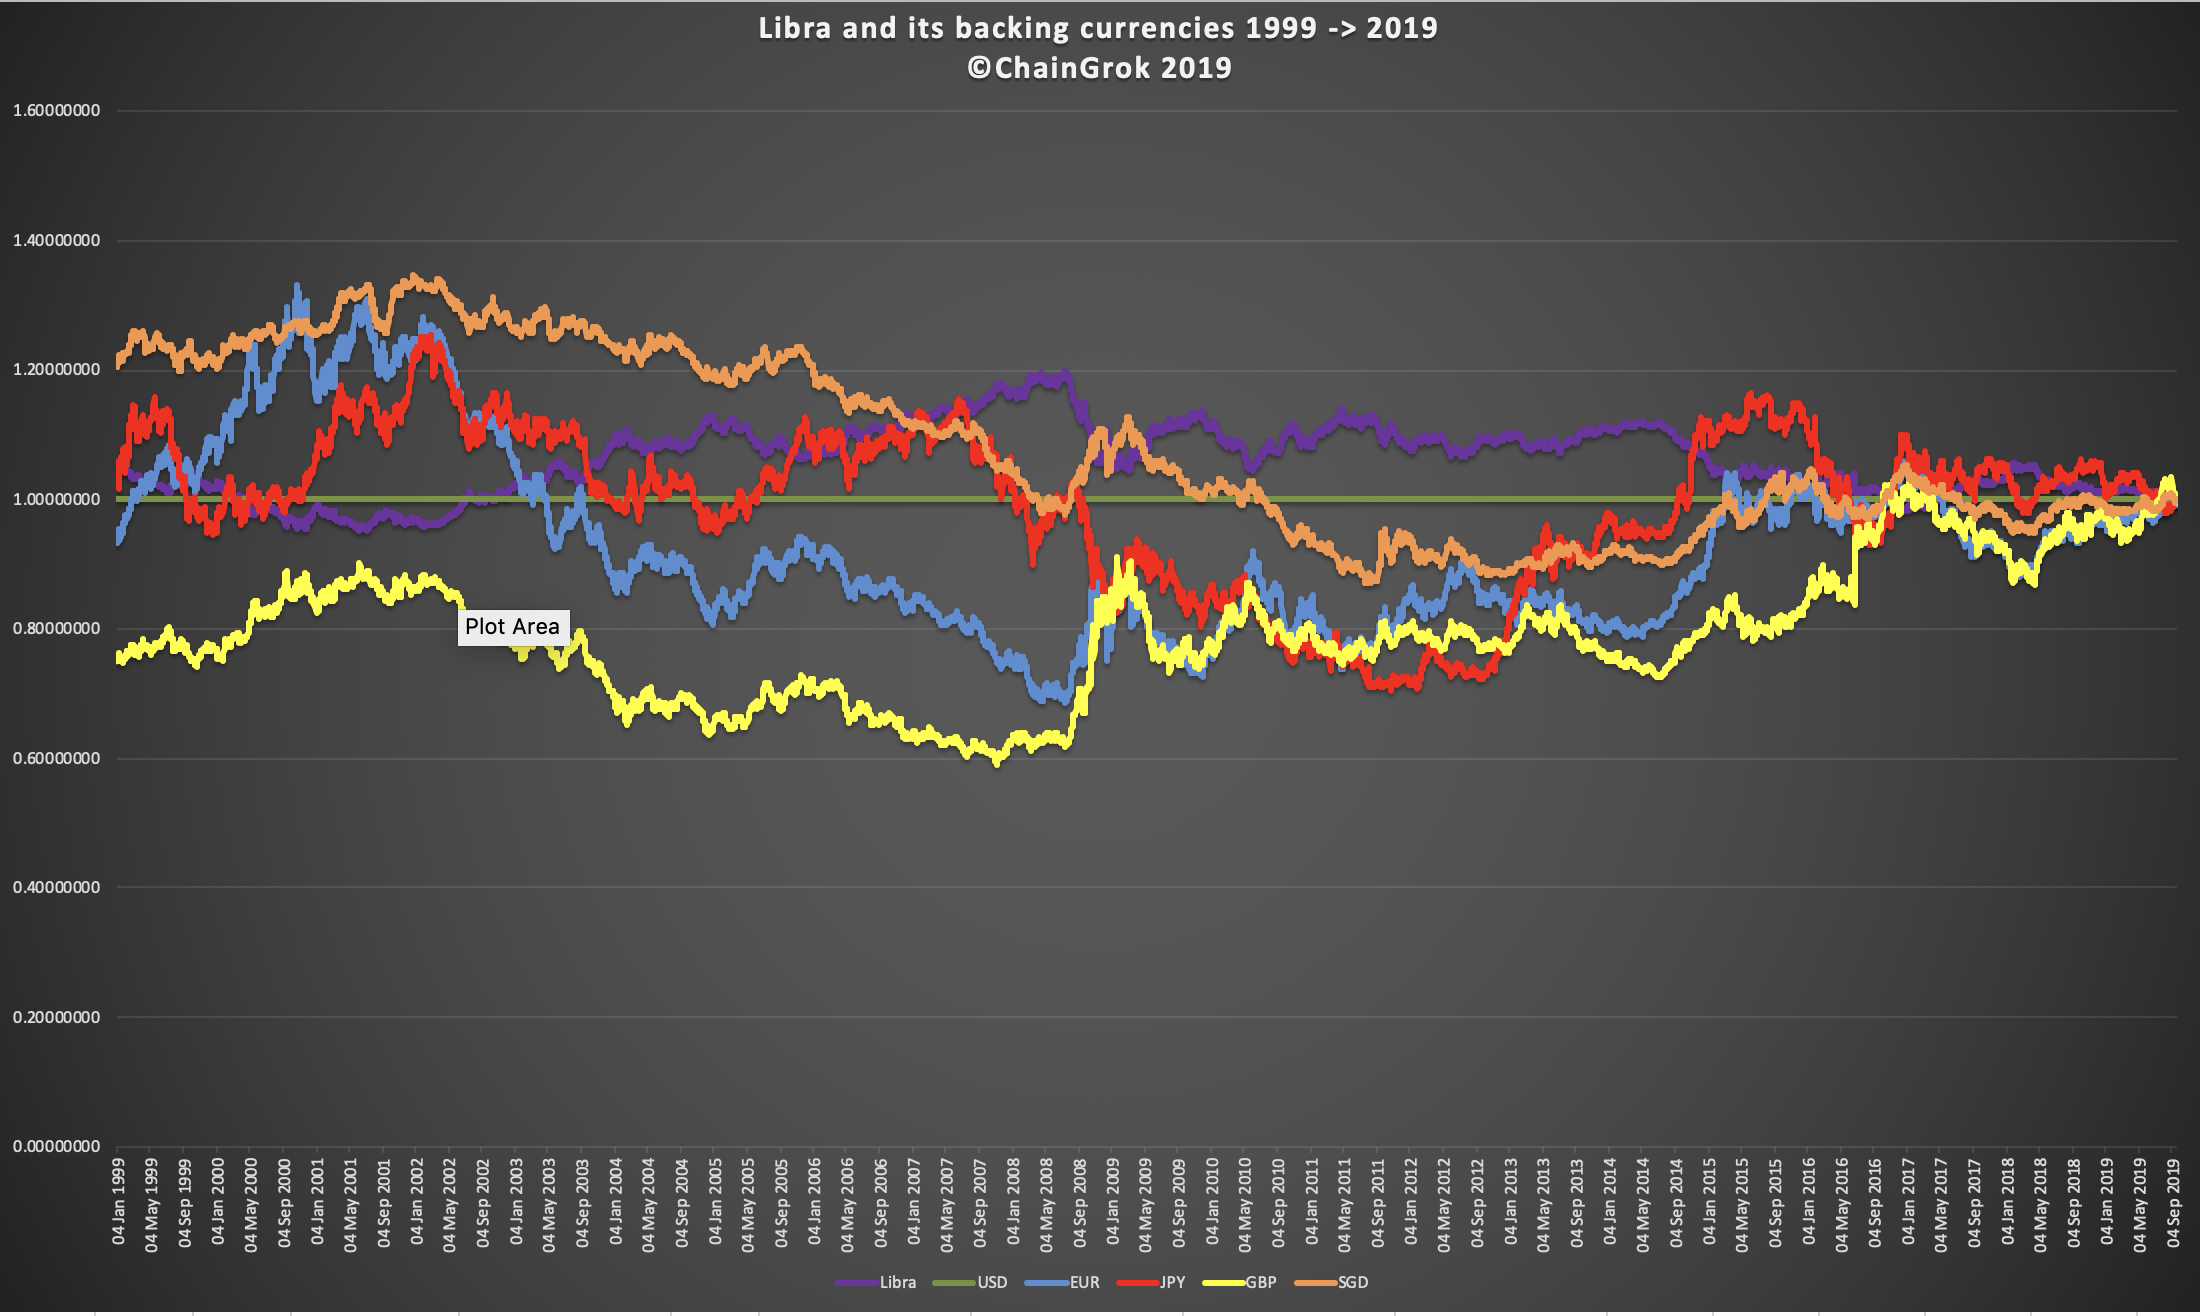 Libra and its backing currencies 1999 -> 2019
©ChainGrok 2019
1.60000000
1.40000000
1.20000000
1.00000000
0.80000000
0.60000000
0.40000000
0.20000000
0.00000000
Plot Area
04 Jan 1999
04 May 1999
04 Sep 1999
04 Jan 2000
04 May 2000
04 Sep 2000
04 Jan 2001
04 May 2001
04 Sep 2001
04 Jan 2002
04 May 2002
04 Sep 2002
04 Jan 2003
04 May 2003
04 Sep 2003
04 Jan 2004
04 May 2004
04 Sep 2004
04 Jan 2005
04 May 2005
04 Sep 2005
04 Jan 2006
04 May 2006
04 Sep 2006
04 Jan 2007
04 May 2007
04 Sep 2007
04 Jan 2008
04 May 2008
04 Sep 2008
04 Jan 2009
04 May 2009
04 Sep 2009
04 Jan 2010
04 May 2010
04 Sep 2010
04 Jan 2011
04 May 2011
04 Sep 2011
04 Jan 2012
04 May 2012
04 Sep 2012
04 Jan 2013
04 May 2013
04 Sep 2013
04 Jan 2014
04 May 2014
04 Sep 2014
04 Jan 2015
04 May 2015
04 Sep 2015
04 Jan 2016
04 May 2016
04 Sep 2016
04 Jan 2017
04 May 2017
04 Sep 2017
04 Jan 2018
04 May 2018
04 Sep 2018
04 Jan 2019
04 May 2019
04 Sep 2019
Libra USD EUR JPY GBP SGD